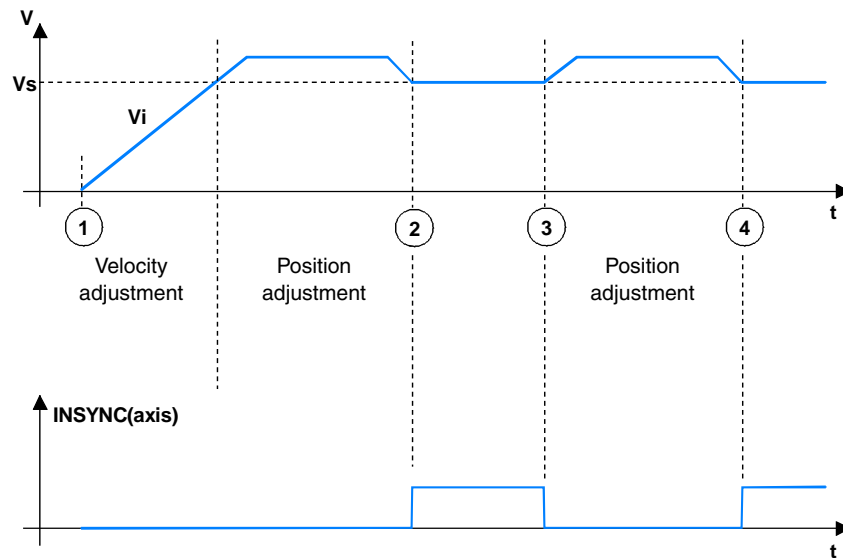 V
Vs
Vi
t
1
2
3
4
Velocity
adjustment
Position
adjustment
Position
adjustment
INSYNC(axis)
t